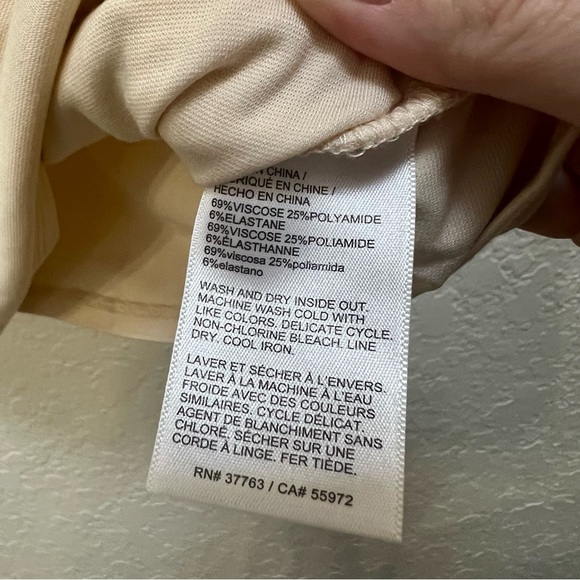 IN CHINA /
FABRIQUÉ EN CHINE /
HECHO EN CHINA
69%VISCOSE 25%POLYAMIDE
6%ELASTANE
69%VISCOSE 25%POLIAMIDE
6%ÉLASTHANNE
69%viscosa 25%poliamida
6%elastano
WASH AND DRY INSIDE OUT.
MACHINE WASH COLD WITH
LIKE COLORS. DELICATE CYCLE.
NON-CHLORINE BLEACH. LINE
DRY. COOL IRON.
LAVER ET SÉCHER À L'ENVERS.
LAVER À LA MACHINE À L'EAU
FROIDE AVEC DES COULEURS
SIMILAIRES. CYCLE DÉLICAT.
AGENT DE BLANCHIMENT SANS
CHLORE. SÉCHER SUR UNE
CORDE À LINGE. FER TIÈDE.
RN# 37763 / CA# 55972